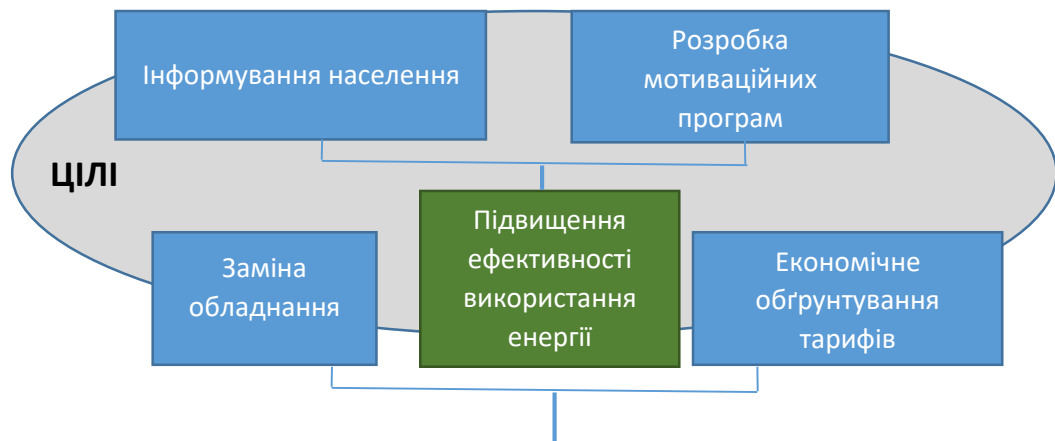 Інформування населення
Розробка
мотиваційних
програм
ЦІЛІ
Підвищення
ефективності
використання
енергії
Заміна
обладнання
Економічне
обґрунтування
тарифів